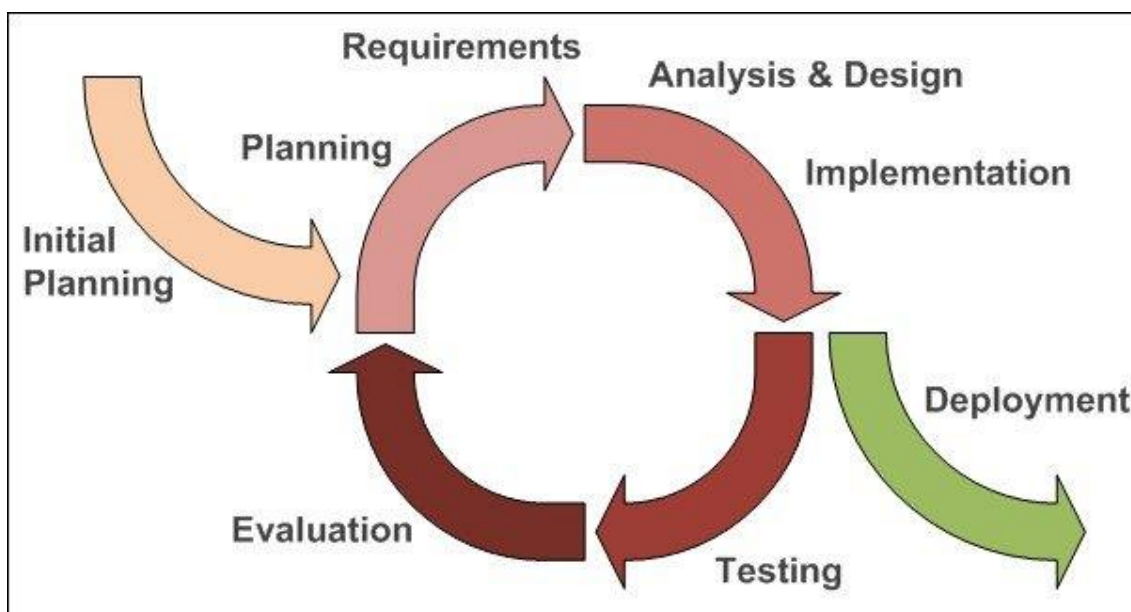 Requirements
Analysis & Design
Planning
Implementation
Initial
Planning
Deployment
Evaluation
Testing